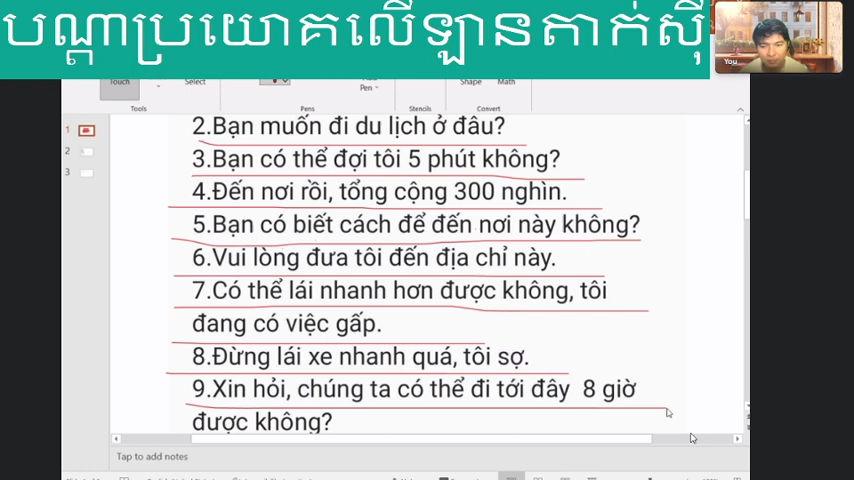 បណ្តាប្រយោគលើឡានតាក់ស៊ី
You
Touch
Select
Pen
Shape
Math
Tools
Pens
Stencils
Convert
1
2
3
2.Bạn muốn đi du lịch ở đâu?
3.Bạn có thể đợi tôi 5 phút không?
4.Đến nơi rồi, tổng cộng 300 nghìn.
5.Bạn có biết cách để đến nơi này không?
6.Vui lòng đưa tôi đến địa chỉ này.
7.Có thể lái nhanh hơn được không, tôi
đang có việc gấp.
8.Đừng lái xe nhanh quá, tôi sợ.
9.Xin hỏi, chúng ta có thể đi tới đây 8 giờ
được không?
Tap to add notes